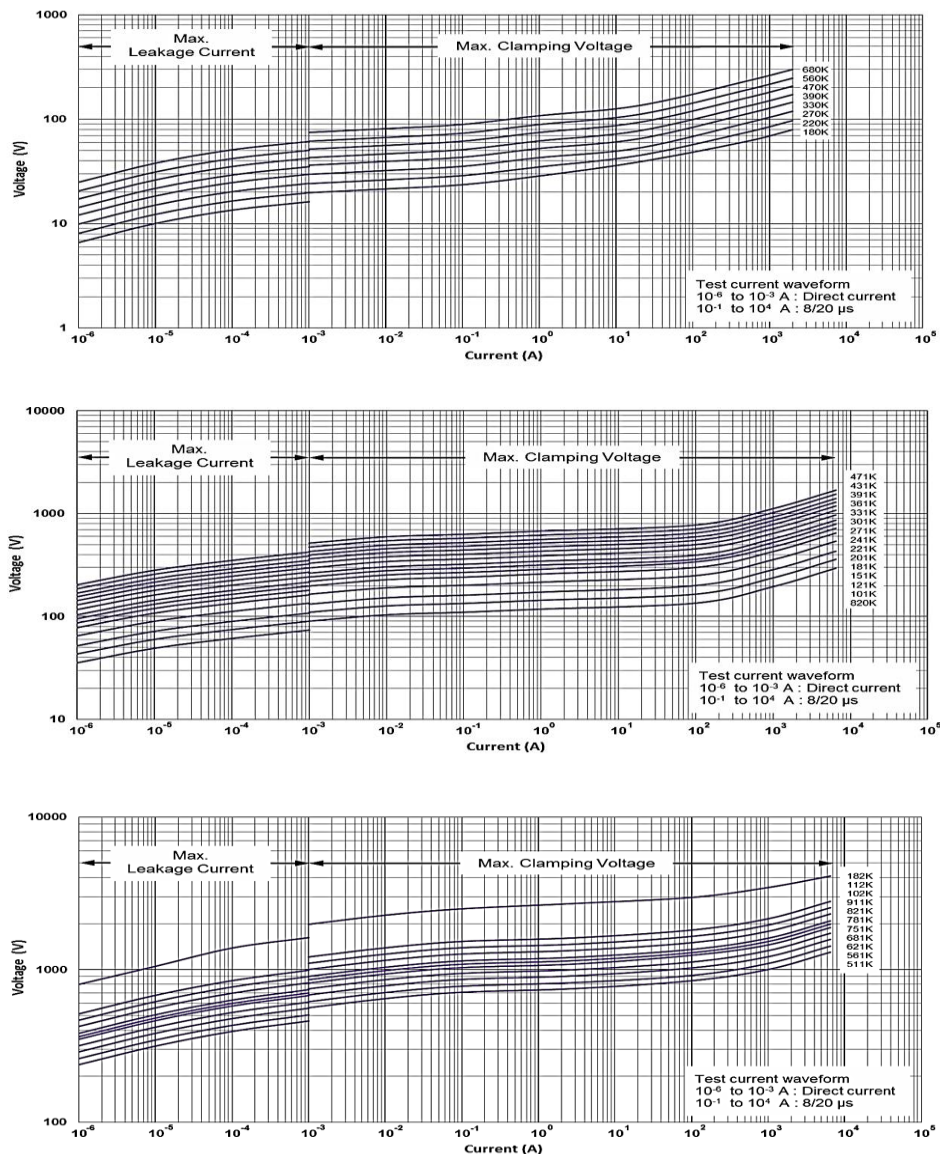 1000
100
10
1
Voltage (V)
Max.
Leakage Current
Max. Clamping Voltage
680K
560K
470K
390K
330K
270K
220K
180K
Test current waveform
10⁻⁶ to 10⁻³ A : Direct current
10⁻¹ to 10⁴ A : 8/20 µs
10⁻⁶ 10⁻⁵ 10⁻⁴ 10⁻³ 10⁻² 10⁻¹ 10⁰ 10¹ 10² 10³ 10⁴ 10⁵
Current (A)
10000
1000
100
10
Voltage (V)
Max.
Leakage Current
Max. Clamping Voltage
471K
431K
391K
361K
331K
301K
271K
241K
221K
201K
181K
151K
121K
101K
820K
Test current waveform
10⁻⁶ to 10⁻³ A : Direct current
10⁻¹ to 10⁴ A : 8/20 µs
10⁻⁶ 10⁻⁵ 10⁻⁴ 10⁻³ 10⁻² 10⁻¹ 10⁰ 10¹ 10² 10³ 10⁴ 10⁵
Current (A)
10000
1000
100
Voltage (V)
Max.
Leakage Current
Max. Clamping Voltage
182K
112K
102K
911K
821K
781K
751K
681K
621K
561K
511K
Test current waveform
10⁻⁶ to 10⁻³ A : Direct current
10⁻¹ to 10⁴ A : 8/20 µs
10⁻⁶ 10⁻⁵ 10⁻⁴ 10⁻³ 10⁻² 10⁻¹ 10⁰ 10¹ 10² 10³ 10⁴ 10⁵
Current (A)